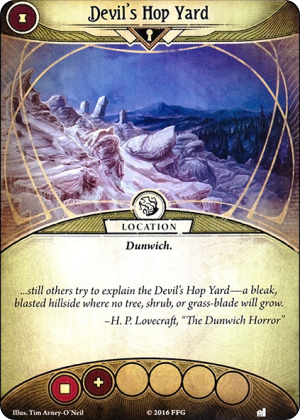 Devil's Hop Yard
LOCATION
Dunwich.
...still others try to explain the Devil's Hop Yard—a bleak,
blasted hillside where no tree, shrub, or grass-blade will grow.
–H. P. Lovecraft, "The Dunwich Horror"
Illus. Tim Arney-O'Neil
© 2016 FFG